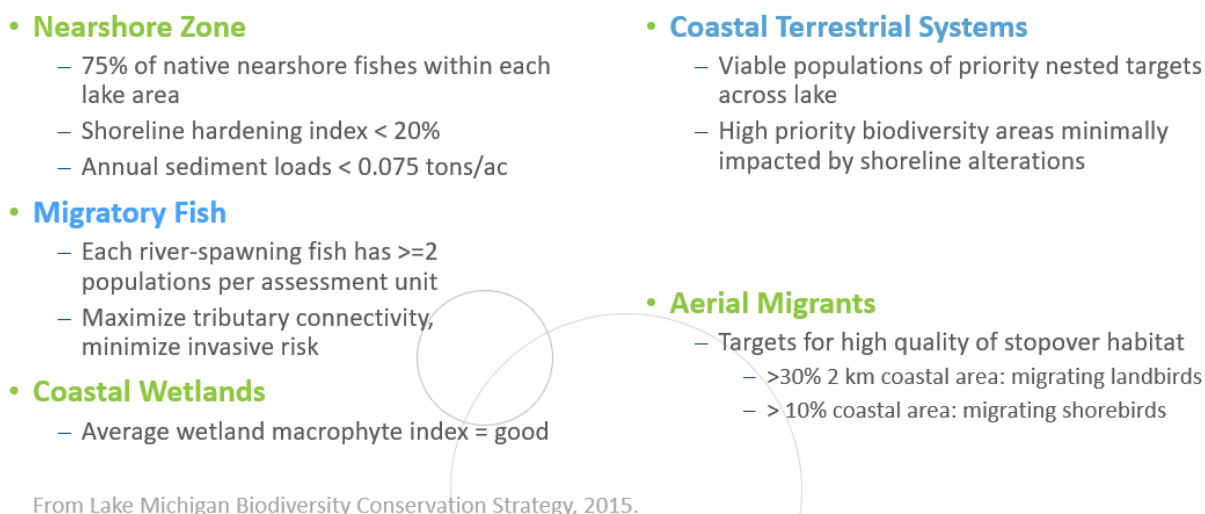 • Nearshore Zone
– 75% of native nearshore fishes within each
lake area
– Shoreline hardening index < 20%
– Annual sediment loads < 0.075 tons/ac
• Migratory Fish
– Each river-spawning fish has >=2
populations per assessment unit
– Maximize tributary connectivity,
minimize invasive risk
• Coastal Wetlands
– Average wetland macrophyte index = good
• Coastal Terrestrial Systems
– Viable populations of priority nested targets
across lake
– High priority biodiversity areas minimally
impacted by shoreline alterations
• Aerial Migrants
– Targets for high quality of stopover habitat
– >30% 2 km coastal area: migrating landbirds
– > 10% coastal area: migrating shorebirds
From Lake Michigan Biodiversity Conservation Strategy, 2015.